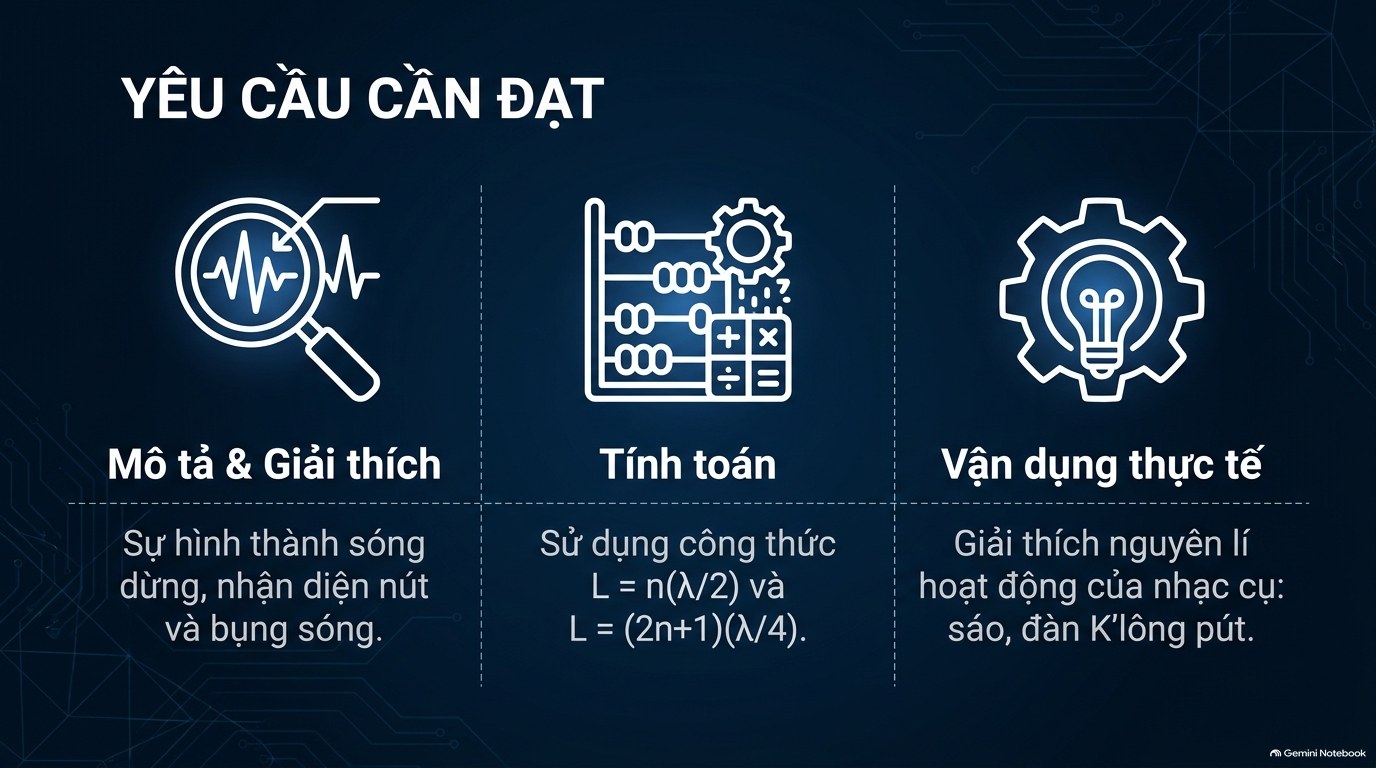 YÊU CẦU CẦN ĐẠT
Mô tả & Giải thích
Sự hình thành sóng
dừng, nhận diện nút
và bụng sóng.
Tính toán
Sử dụng công thức
L = n(λ/2) và
L = (2n+1)(λ/4).
Vận dụng thực tế
Giải thích nguyên lí
hoạt động của nhạc cụ:
sáo, đàn K’lông pút.
Gemini Notebook